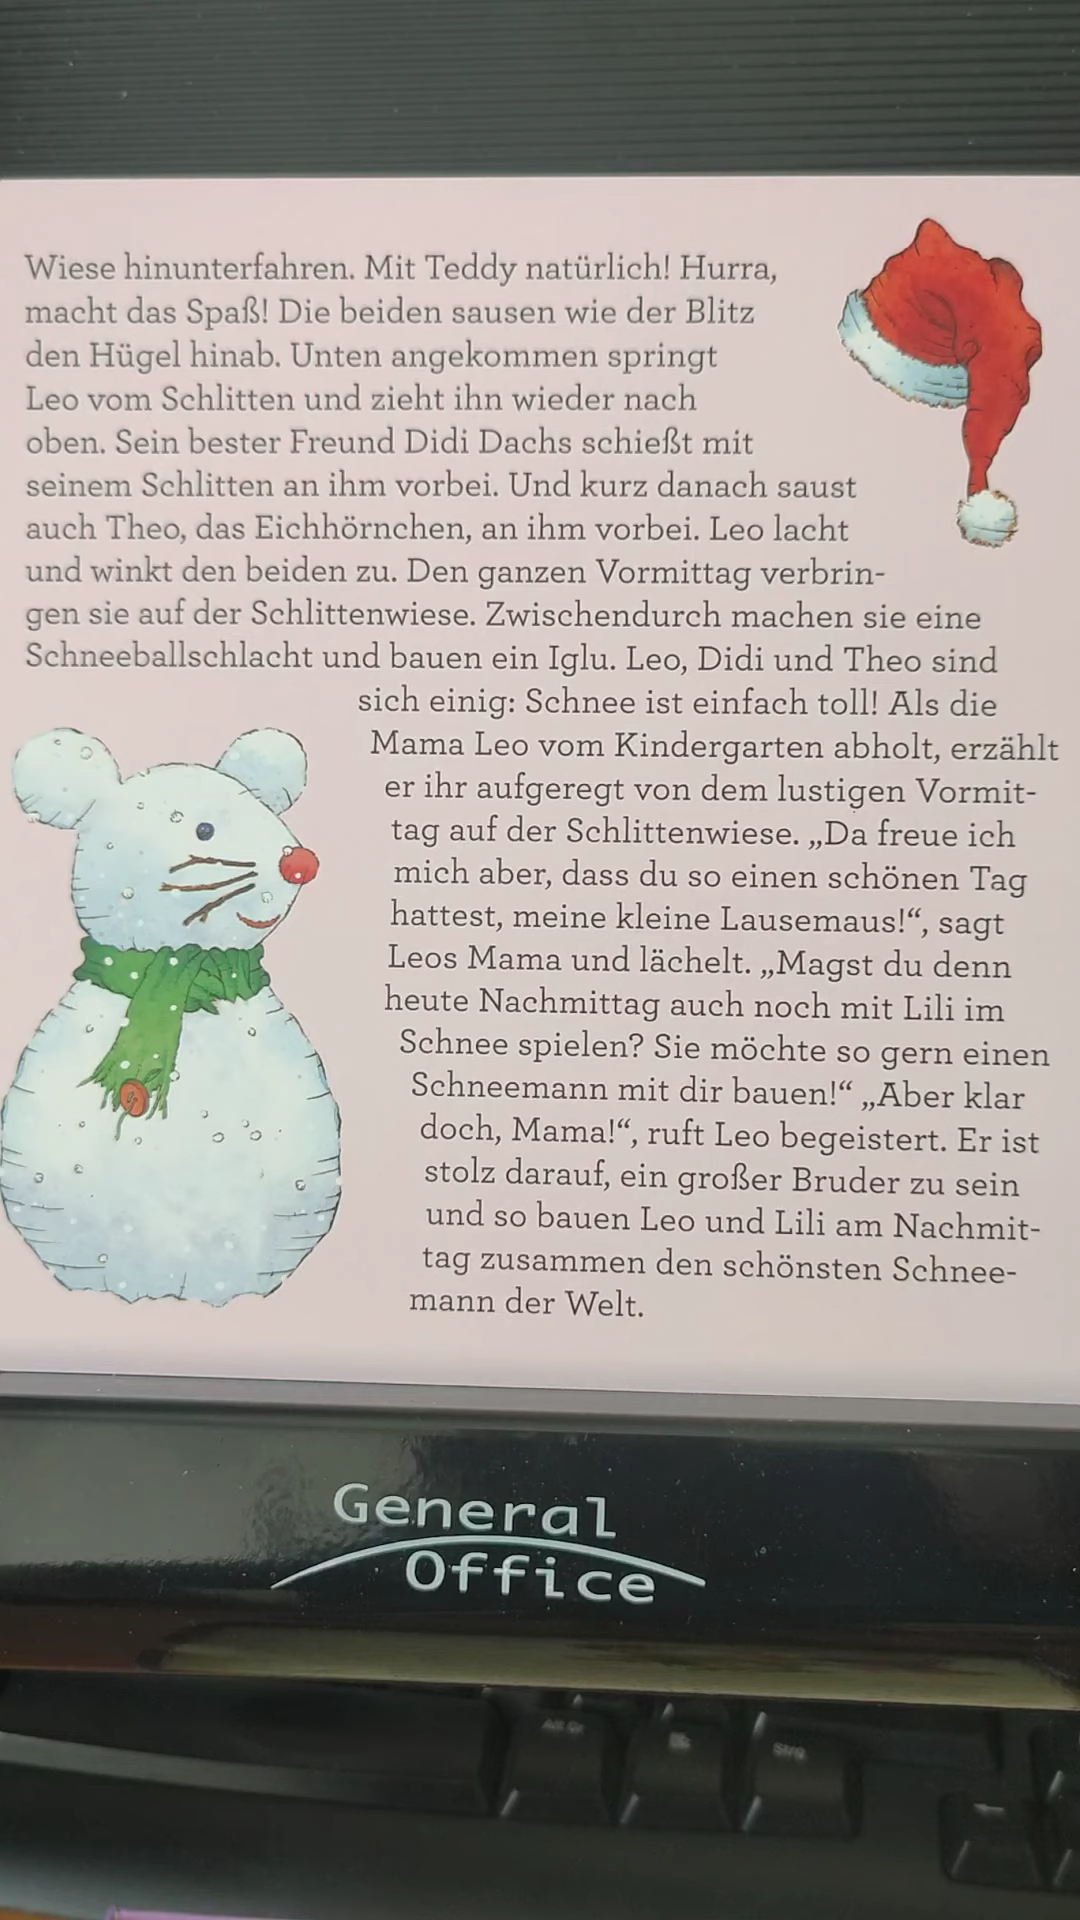 Wiese hinunterfahren. Mit Teddy natürlich! Hurra,
macht das Spaß! Die beiden sausen wie der Blitz
den Hügel hinab. Unten angekommen springt
Leo vom Schlitten und zieht ihn wieder nach
oben. Sein bester Freund Didi Dachs schießt mit
seinem Schlitten an ihm vorbei. Und kurz danach saust
auch Theo, das Eichhörnchen, an ihm vorbei. Leo lacht
und winkt den beiden zu. Den ganzen Vormittag verbrin-
gen sie auf der Schlittenwiese. Zwischendurch machen sie eine
Schneeballschlacht und bauen ein Iglu. Leo, Didi und Theo sind
sich einig: Schnee ist einfach toll! Als die
Mama Leo vom Kindergarten abholt, erzählt
er ihr aufgeregt von dem lustigen Vormit-
tag auf der Schlittenwiese. „Da freue ich
mich aber, dass du so einen schönen Tag
hattest, meine kleine Lausemaus!“, sagt
Leos Mama und lächelt. „Magst du denn
heute Nachmittag auch noch mit Lili im
Schnee spielen? Sie möchte so gern einen
Schneemann mit dir bauen!“ „Aber klar
doch, Mama!“, ruft Leo begeistert. Er ist
stolz darauf, ein großer Bruder zu sein
und so bauen Leo und Lili am Nachmit-
tag zusammen den schönsten Schnee-
mann der Welt.
General
Office
Alt Gr
Strg